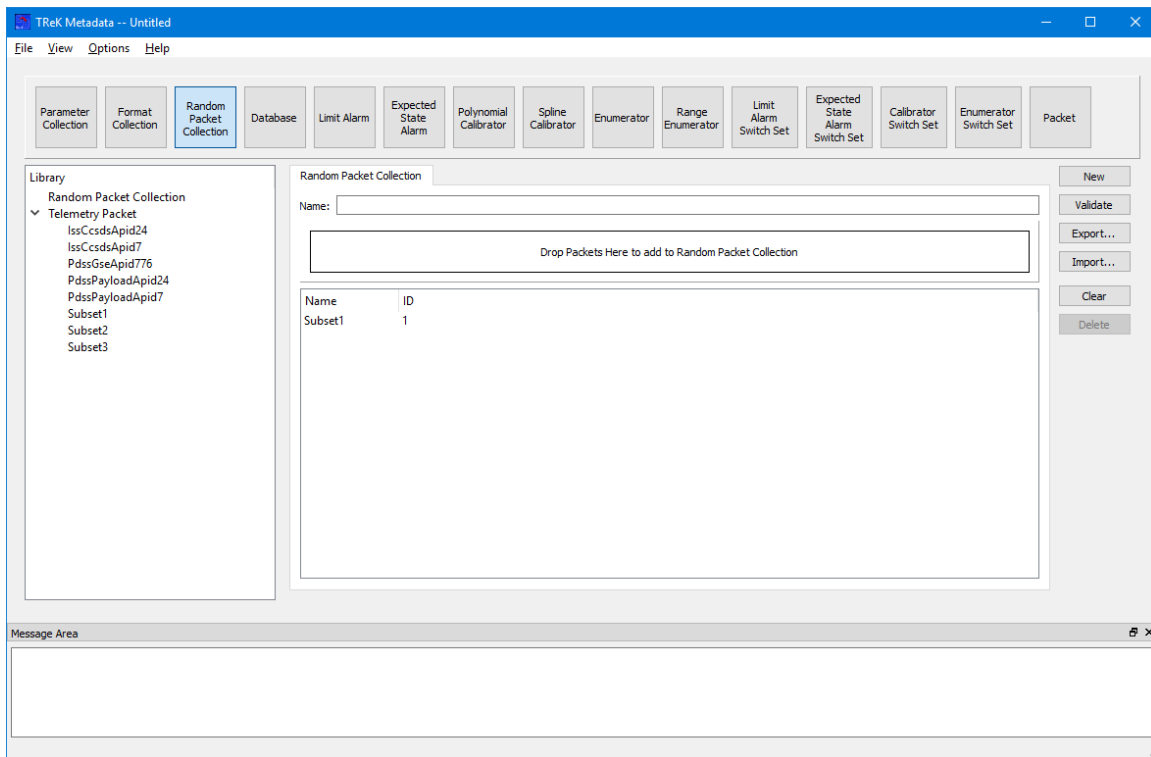 TReK Metadata -- Untitled
File View Options Help
Parameter Collection
Format Collection
Random Packet Collection
Database
Limit Alarm
Expected State Alarm
Polynomial Calibrator
Spline Calibrator
Enumerator
Range Enumerator
Limit Alarm Switch Set
Expected State Alarm Switch Set
Calibrator Switch Set
Enumerator Switch Set
Packet
Library
Random Packet Collection
Telemetry Packet
IssCcsdsApid24
IssCcsdsApid7
PdssGseApid776
PdssPayloadApid24
PdssPayloadApid7
Subset1
Subset2
Subset3
Random Packet Collection
Name:
Drop Packets Here to add to Random Packet Collection
Name ID
Subset1 1
New
Validate
Export...
Import...
Clear
Delete
Message Area